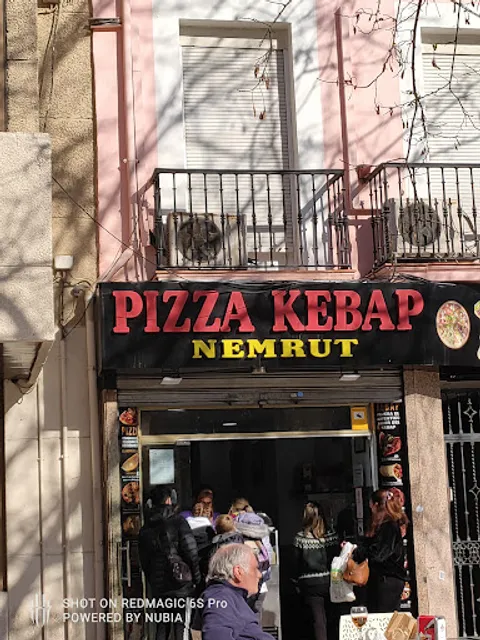 PIZZA KEBAP
NEMRUT
SHOT ON REDMAGIC 6S Pro
POWERED BY NUBIA